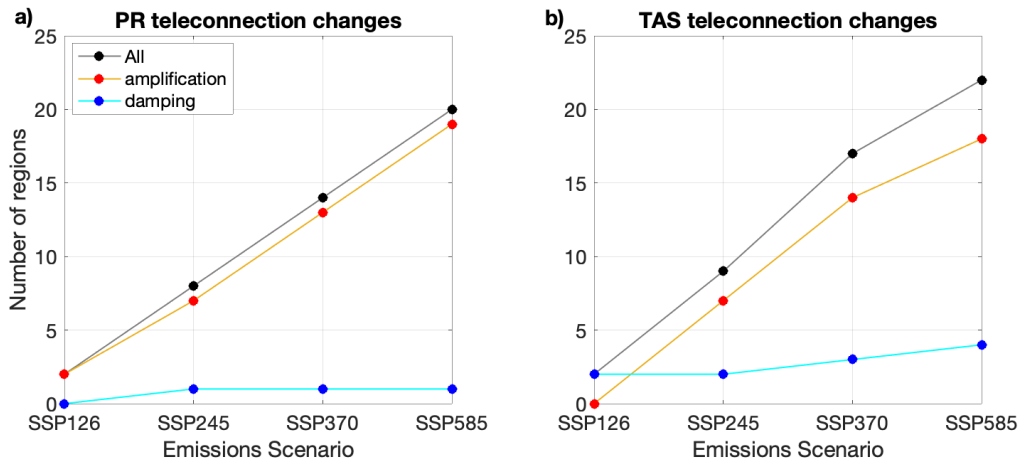 a) PR teleconnection changes
25
20
15
10
5
0
Number of regions
All
amplification
damping
SSP126 SSP245 SSP370 SSP585
Emissions Scenario
b) TAS teleconnection changes
25
20
15
10
5
0
SSP126 SSP245 SSP370 SSP585
Emissions Scenario